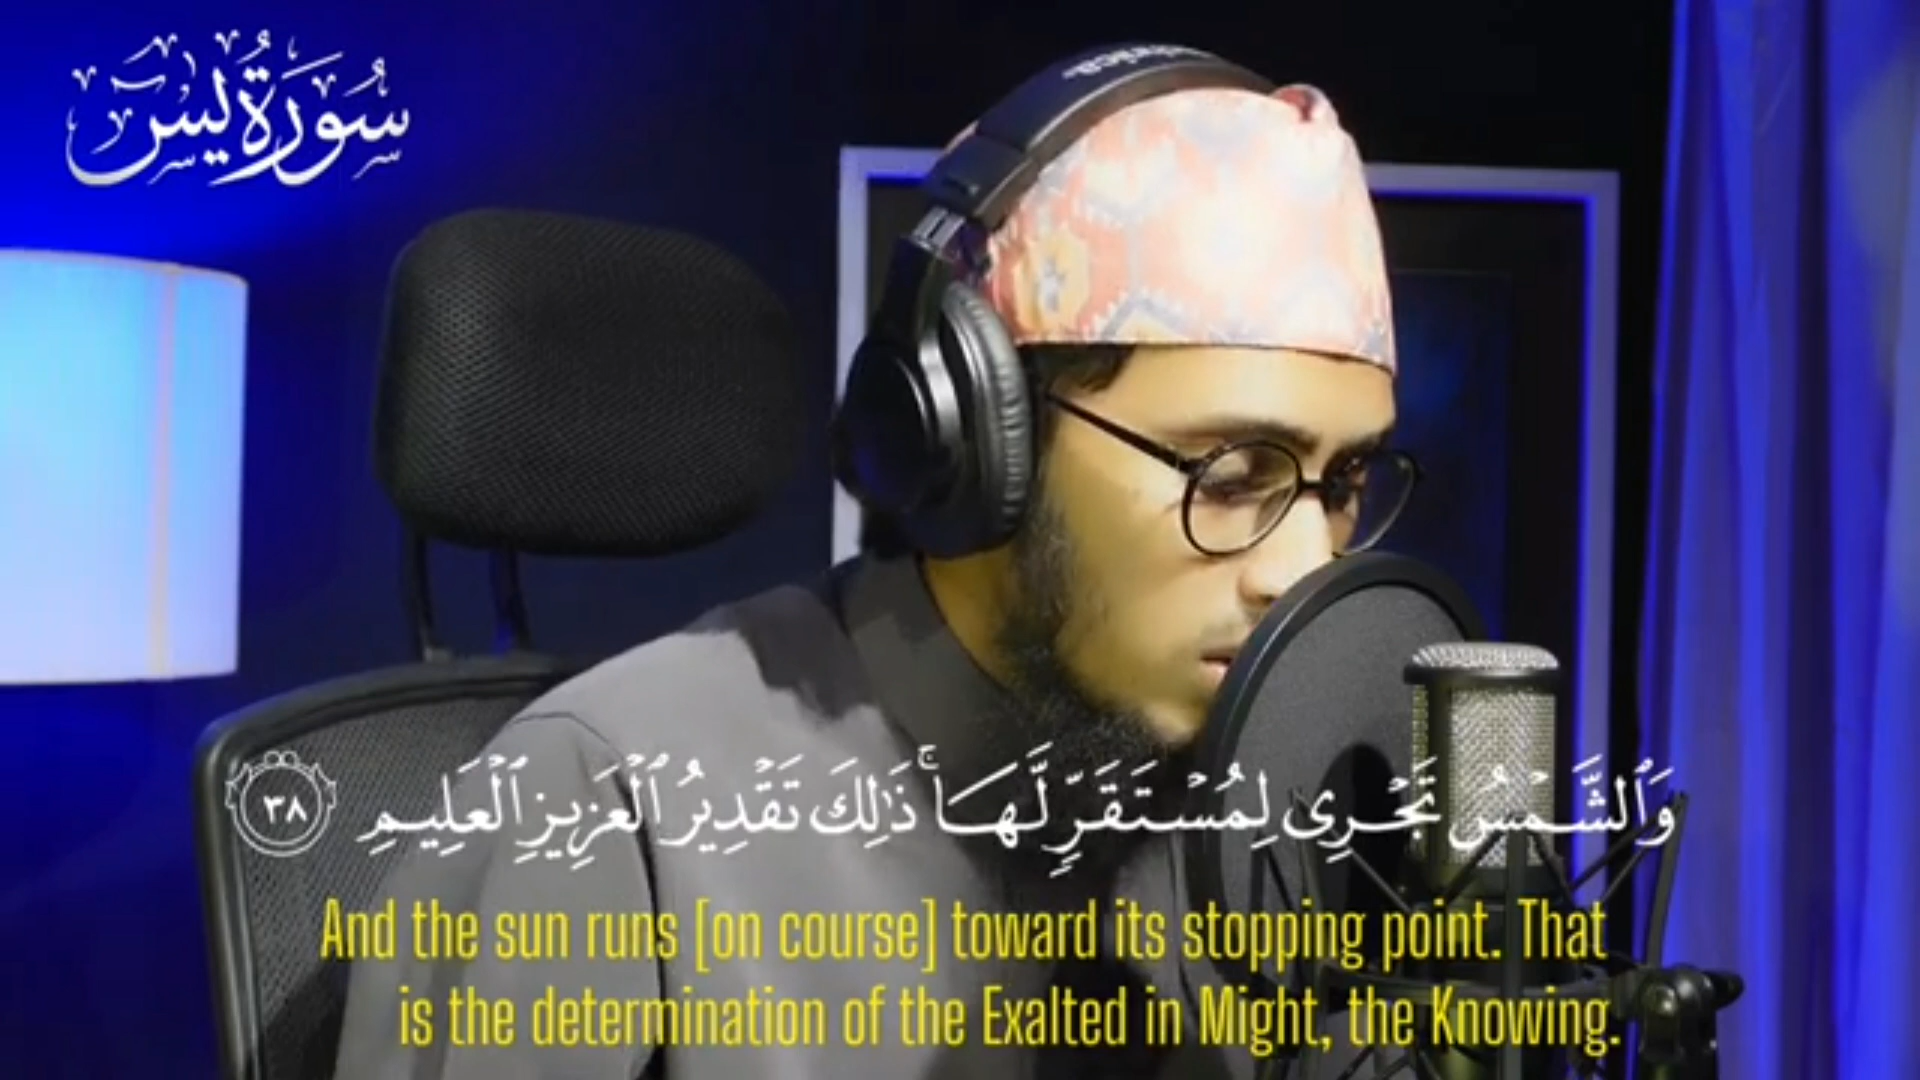 سُورَةُ يسٓ
وَٱلشَّمْسُ تَجْرِى لِمُسْتَقَرٍّ لَّهَا ۚ ذَٰلِكَ تَقْدِيرُ ٱلْعَزِيزِ ٱلْعَلِيمِ ٣٨
And the sun runs [on course] toward its stopping point. That
is the determination of the Exalted in Might, the Knowing.